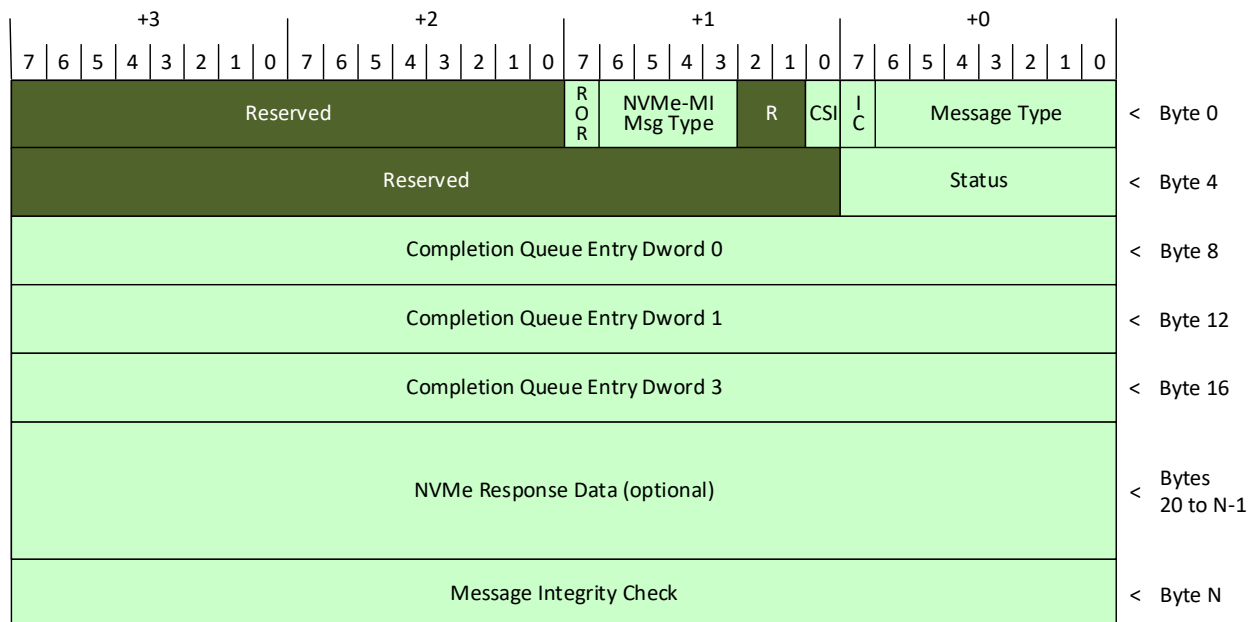 +3 +2 +1 +0
7 6 5 4 3 2 1 0 7 6 5 4 3 2 1 0 7 6 5 4 3 2 1 0 7 6 5 4 3 2 1 0
Reserved R O R NVMe-MI Msg Type R CSI I C Message Type < Byte 0
Reserved Status < Byte 4
Completion Queue Entry Dword 0 < Byte 8
Completion Queue Entry Dword 1 < Byte 12
Completion Queue Entry Dword 3 < Byte 16
NVMe Response Data (optional) < Bytes 20 to N-1
Message Integrity Check < Byte N